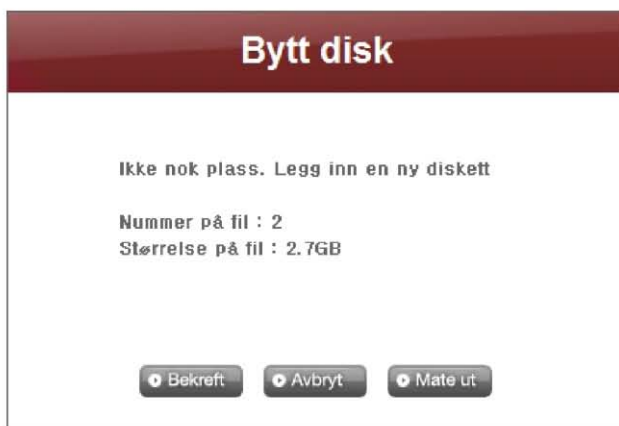 Bytt disk
Ikke nok plass. Legg inn en ny diskett
Nummer på fil : 2
Størrelse på fil : 2.7GB
Bekreft
Avbryt
Mate ut